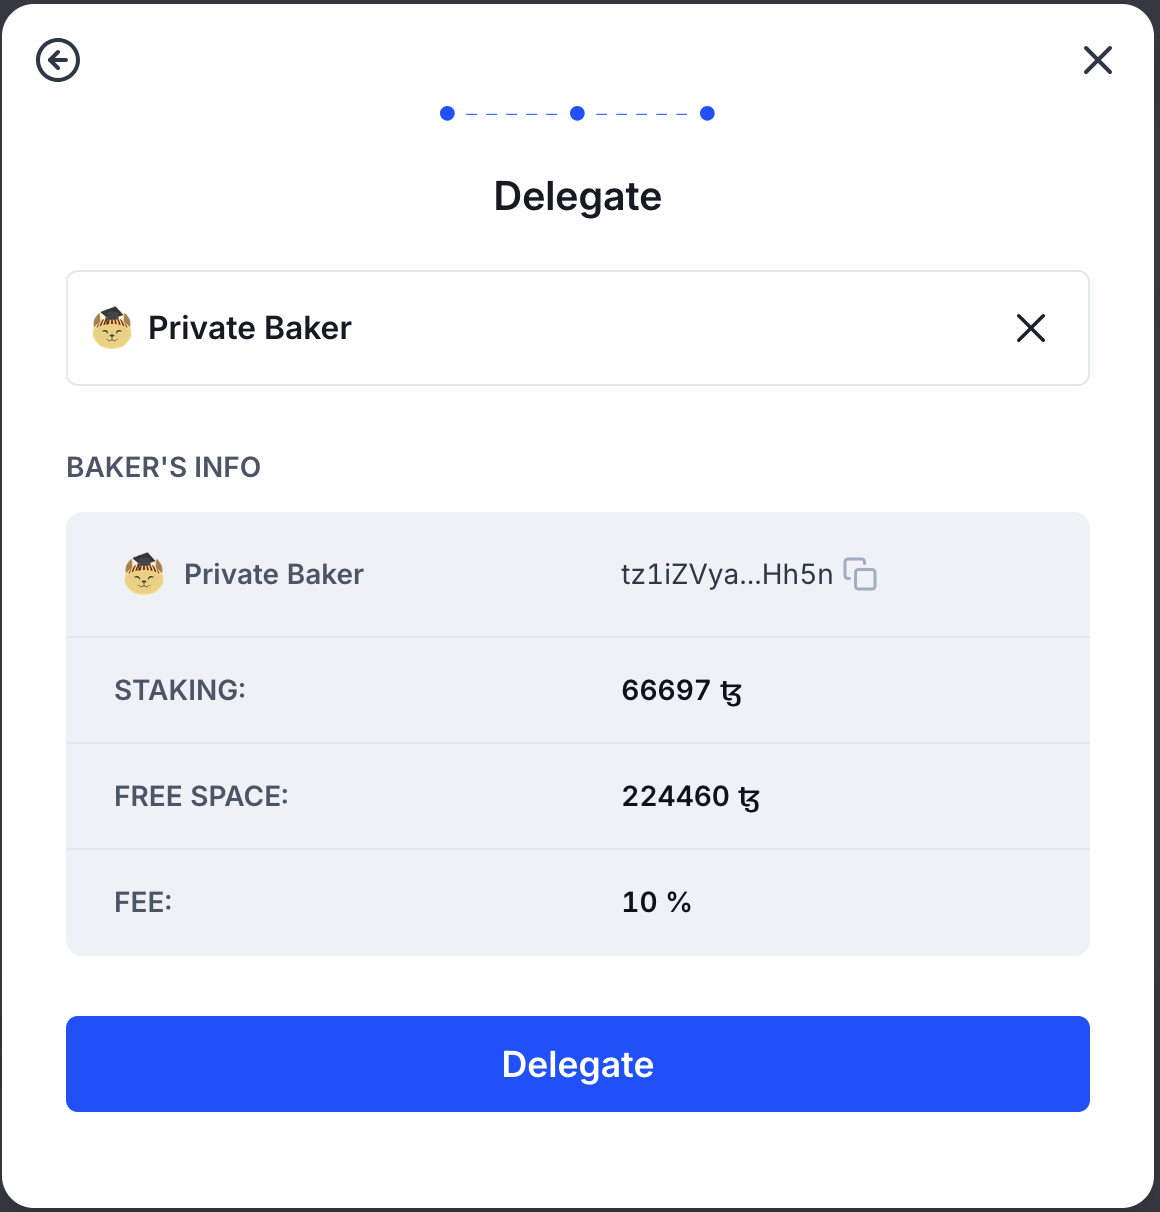 Delegate
Private Baker
BAKER'S INFO
Private Baker tz1iZVya...Hh5n
STAKING: 66697 ꜩ
FREE SPACE: 224460 ꜩ
FEE: 10 %
Delegate